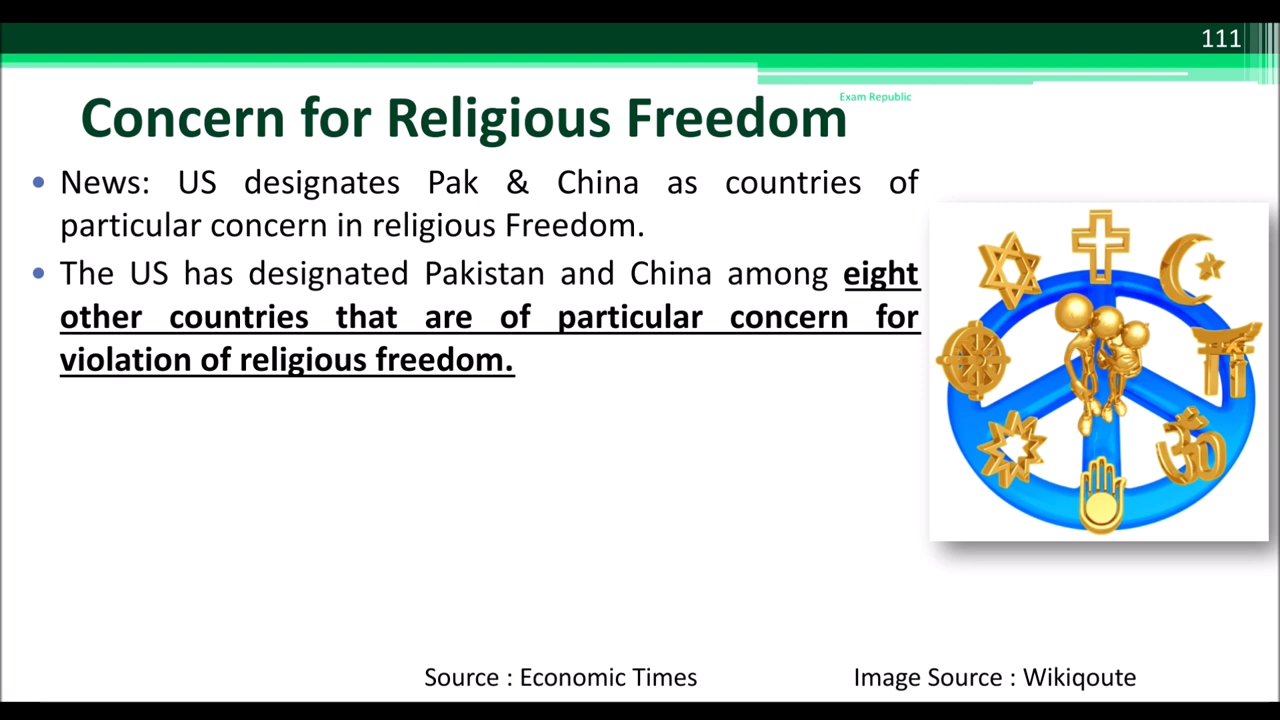 111
Exam Republic
Concern for Religious Freedom
• News: US designates Pak & China as countries of
particular concern in religious Freedom.
• The US has designated Pakistan and China among eight
other countries that are of particular concern for
violation of religious freedom.
Source : Economic Times
Image Source : Wikiqoute